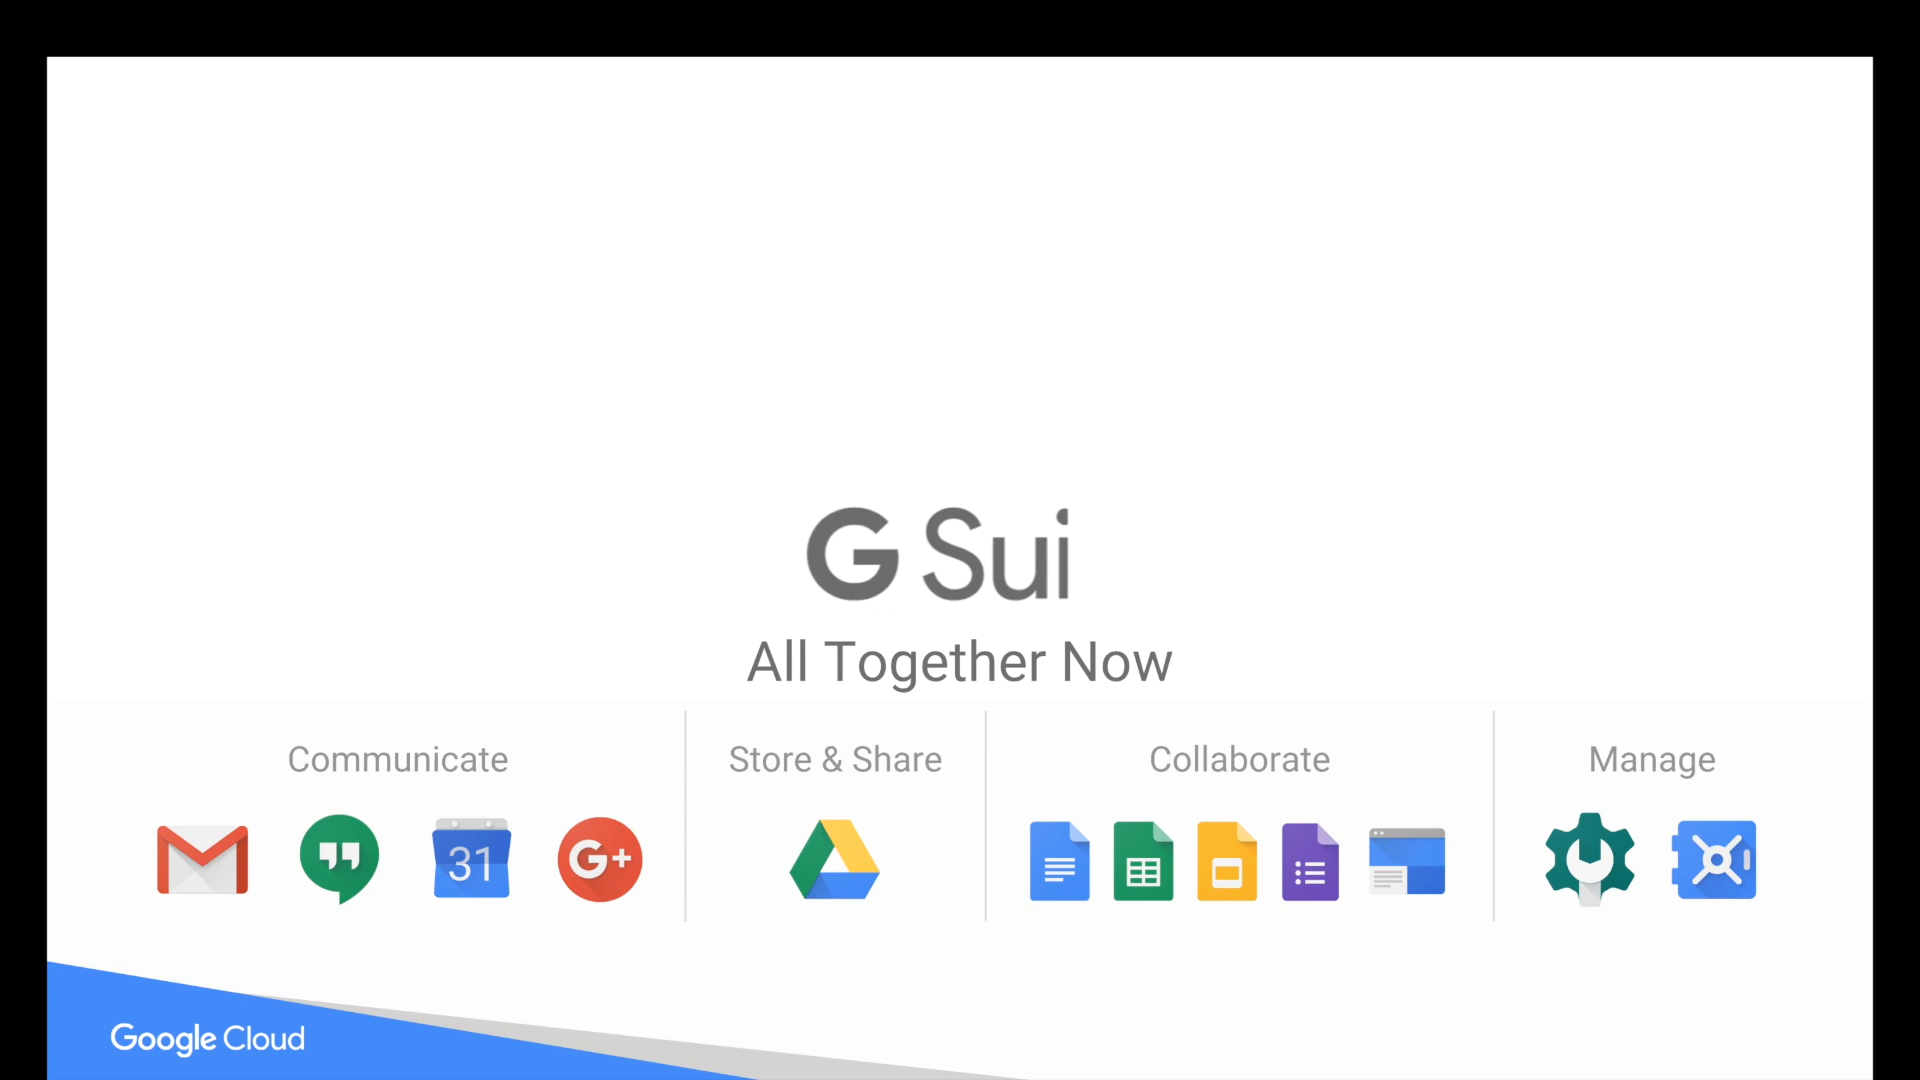 G Sui
All Together Now
Communicate
Store & Share
Collaborate
Manage
31
G+
Google Cloud